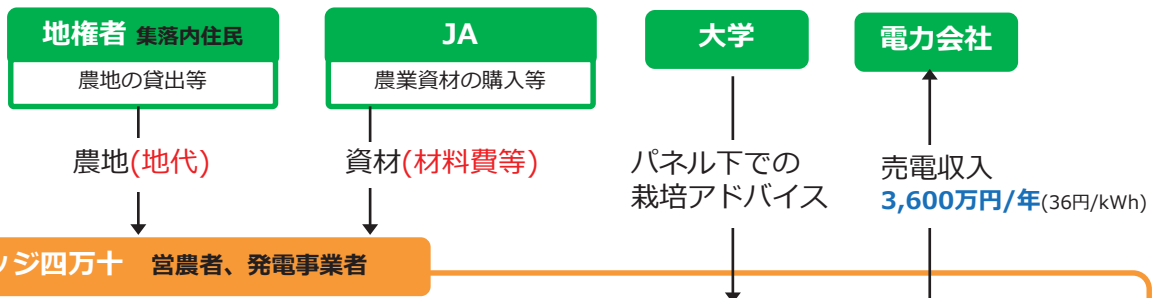 地権者 集落内住民
農地の貸出等
JA
農業資材の購入等
大学
電力会社
農地(地代)
資材(材料費等)
パネル下での
栽培アドバイス
売電収入
3,600万円/年(36円/kWh)
ッジ四万十 営農者、発電事業者